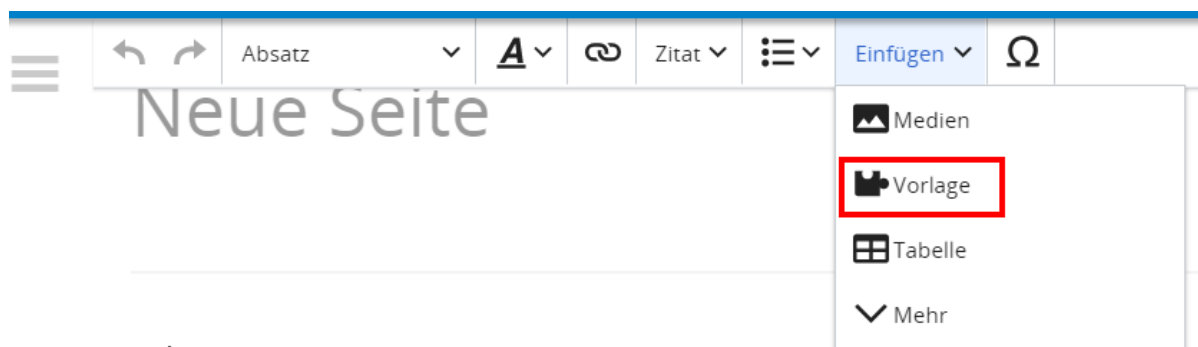 Absatz A Zitat Einfügen Ω
Neue Seite
Medien
Vorlage
Tabelle
Mehr